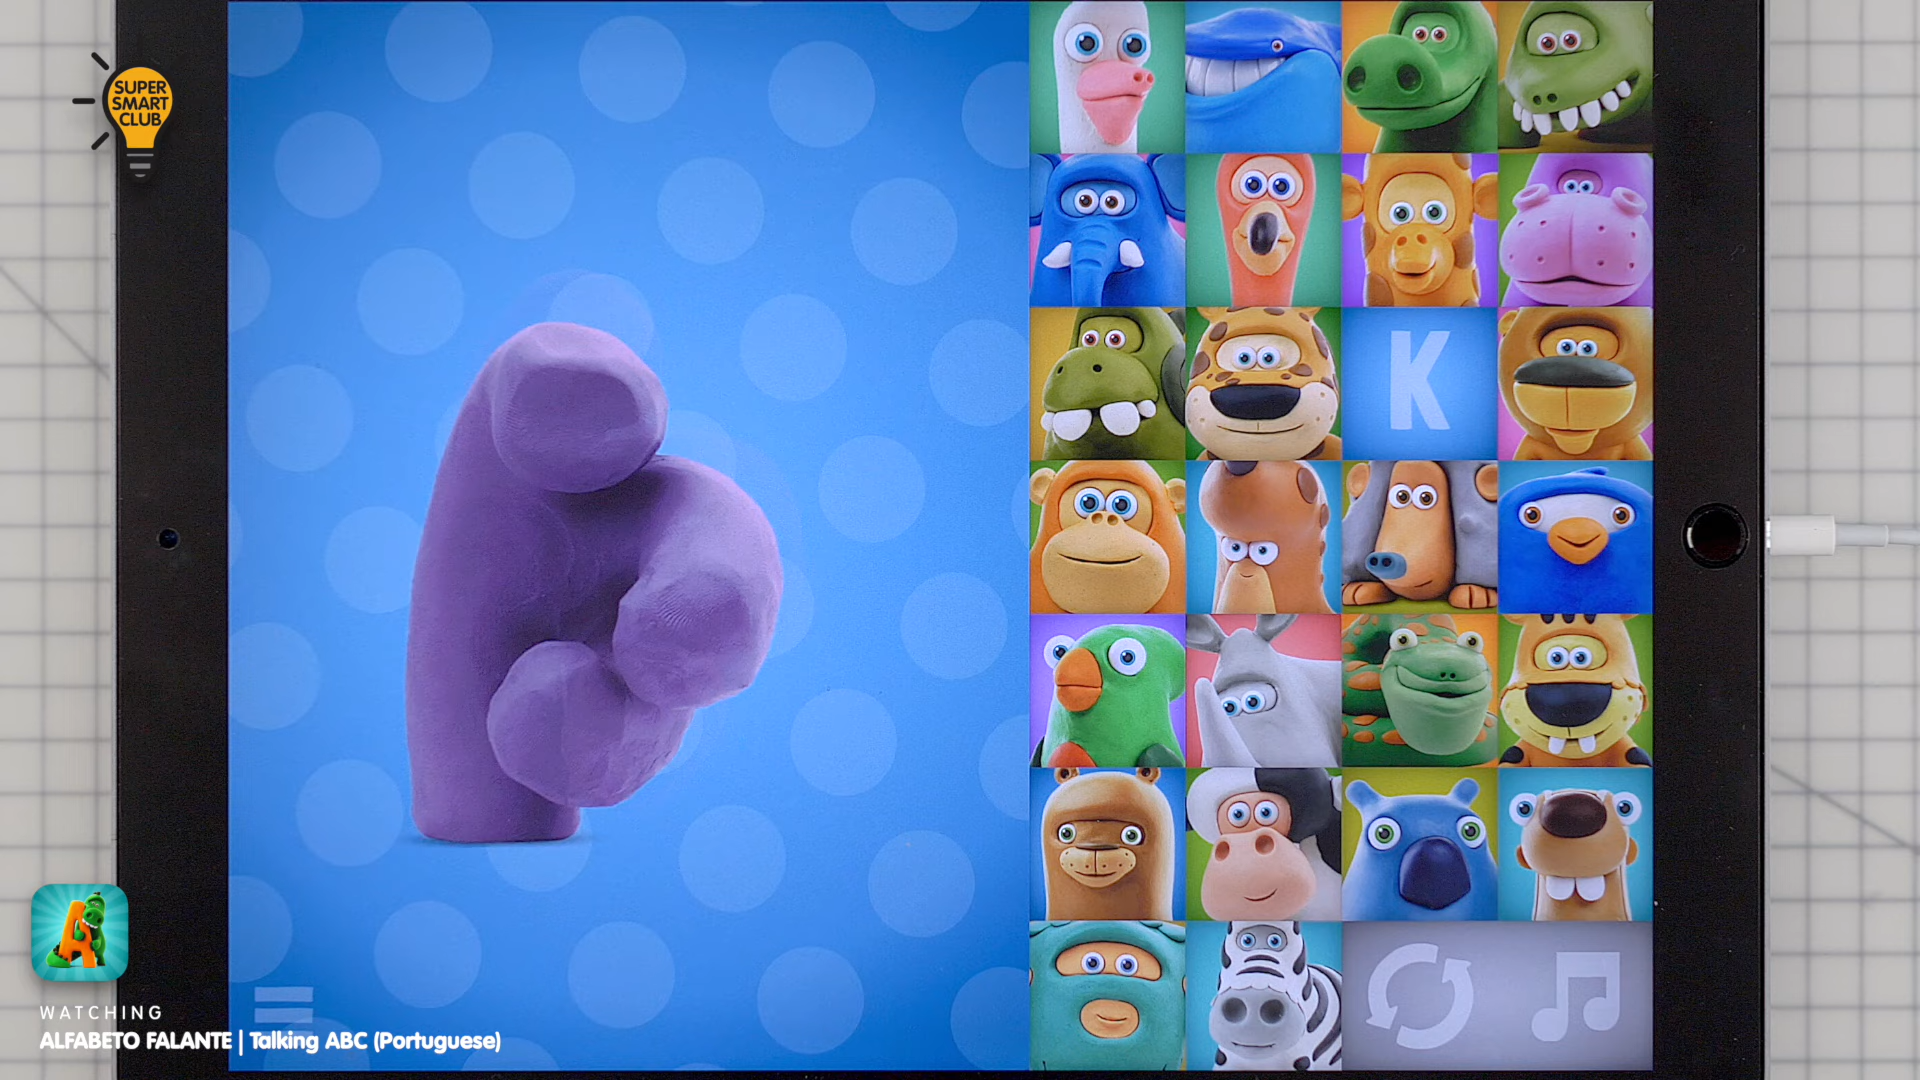 SUPER
SMART
CLUB
K
A
WATCHING
ALFABETO FALANTE | Talking ABC (Portuguese)